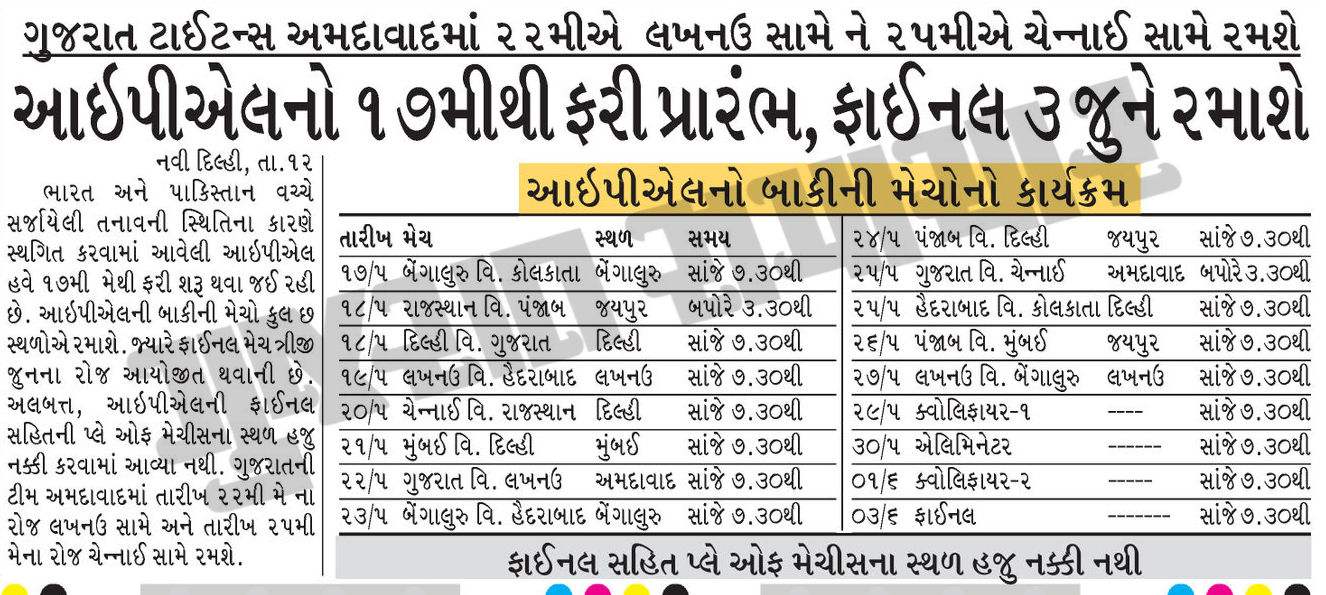 ગુજરાત ટાઈટન્સ અમદાવાદમાં ૨૨મીએ લખનઉ સામે ને ૨૫મીએ ચેન્નાઈ સામે રમશે
આઇપીએલનો ૧૭મીથી ફરી પ્રારંભ, ફાઈનલ ૩ જુને રમાશે
નવી દિલ્હી, તા.૧૨
ભારત અને પાકિસ્તાન વચ્ચે
સર્જાયેલી તનાવની સ્થિતિના કારણે
સ્થગિત કરવામાં આવેલી આઇપીએલ
હવે ૧૭મી મેથી ફરી શરૂ થવા જઈ રહી
છે. આઇપીએલની બાકીની મેચો કુલ છ
સ્થળોએ રમાશે. જ્યારે ફાઈનલ મેચ ત્રીજી
જુનના રોજ આયોજીત થવાની છે.
અલબત્ત, આઇપીએલની ફાઈનલ
સહિતની પ્લે ઓફ મેચીસના સ્થળ હજુ
નક્કી કરવામાં આવ્યા નથી. ગુજરાતની
ટીમ અમદાવાદમાં તારીખ ૨૨મી મે ના
રોજ લખનઉ સામે અને તારીખ ૨૫મી
મેના રોજ ચેન્નાઈ સામે રમશે.
આઇપીએલનો બાકીની મેચોનો કાર્યક્રમ
તારીખ મેચ સ્થળ સમય
૧૭/૫ બેંગાલુરુ વિ. કોલકાતા બેંગાલુરુ સાંજે ૭.૩૦થી
૧૮/૫ રાજસ્થાન વિ. પંજાબ જયપુર બપોરે ૩.૩૦થી
૧૮/૫ દિલ્હી વિ. ગુજરાત દિલ્હી સાંજે ૭.૩૦થી
૧૯/૫ લખનઉ વિ. હૈદરાબાદ લખનઉ સાંજે ૭.૩૦થી
૨૦/૫ ચેન્નાઈ વિ. રાજસ્થાન દિલ્હી સાંજે ૭.૩૦થી
૨૧/૫ મુંબઈ વિ. દિલ્હી મુંબઈ સાંજે ૭.૩૦થી
૨૨/૫ ગુજરાત વિ. લખનઉ અમદાવાદ સાંજે ૭.૩૦થી
૨૩/૫ બેંગાલુરુ વિ. હૈદરાબાદ બેંગાલુરુ સાંજે ૭.૩૦થી
૨૪/૫ પંજાબ વિ. દિલ્હી જયપુર સાંજે ૭.૩૦થી
૨૫/૫ ગુજરાત વિ. ચેન્નાઈ અમદાવાદ બપોરે ૩.૩૦થી
૨૫/૫ હૈદરાબાદ વિ. કોલકાતા દિલ્હી સાંજે ૭.૩૦થી
૨૬/૫ પંજાબ વિ. મુંબઈ જયપુર સાંજે ૭.૩૦થી
૨૭/૫ લખનઉ વિ. બેંગાલુરુ લખનઉ સાંજે ૭.૩૦થી
૨૯/૫ ક્વોલિફાયર-૧ ---- સાંજે ૭.૩૦થી
૩૦/૫ એલિમિનેટર ------ સાંજે ૭.૩૦થી
૦૧/૬ ક્વોલિફાયર-૨ ----- સાંજે ૭.૩૦થી
૦૩/૬ ફાઈનલ ------- સાંજે ૭.૩૦થી
ફાઈનલ સહિત પ્લે ઓફ મેચીસના સ્થળ હજુ નક્કી નથી